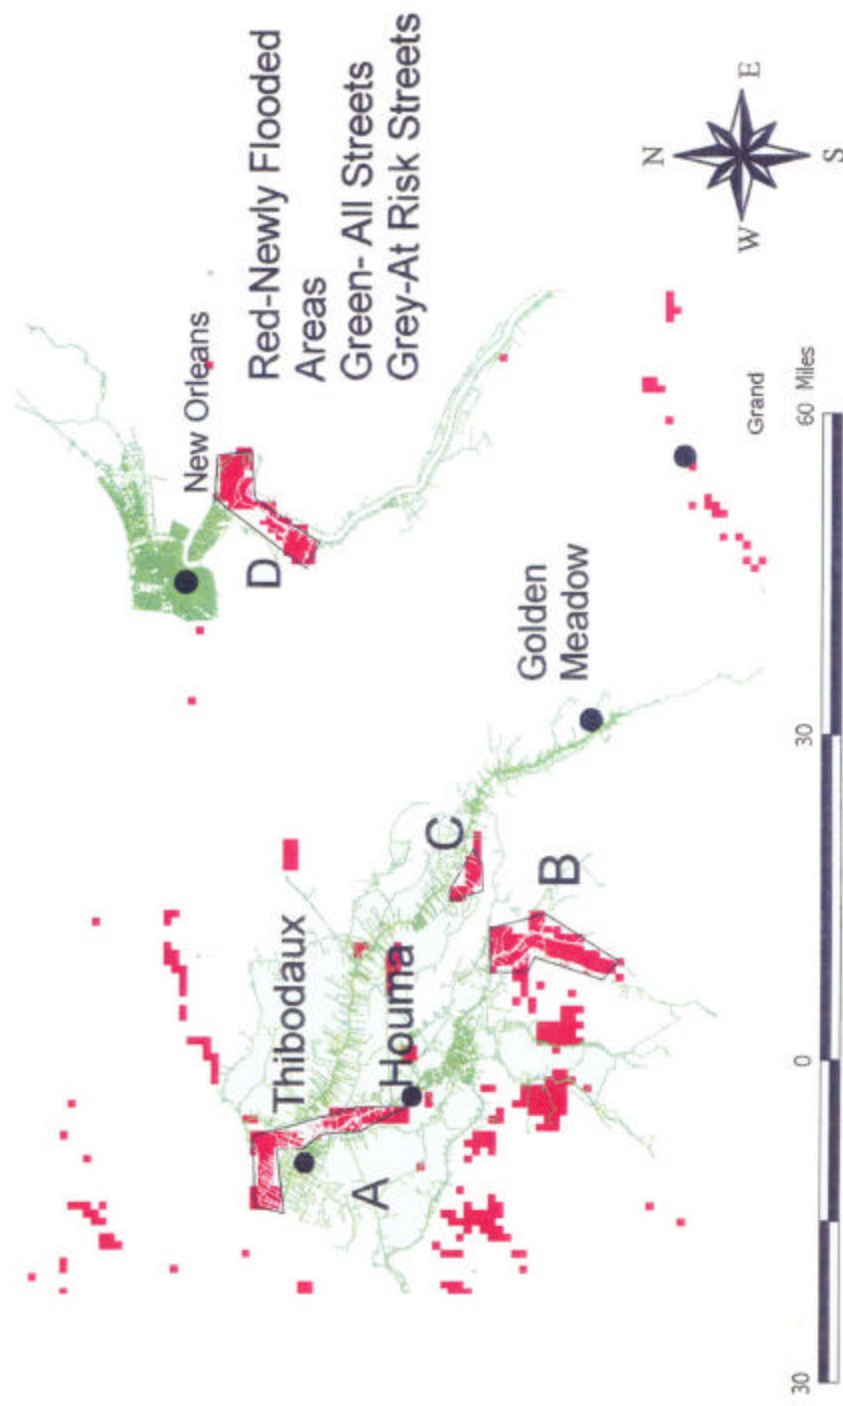 New Orleans
Red-Newly Flooded
Areas
Green- All Streets
Grey-At Risk Streets
D
Thibodaux
Houma
A
C
B
Golden
Meadow
Grand
N
W
E
S
30
0
30
60 Miles